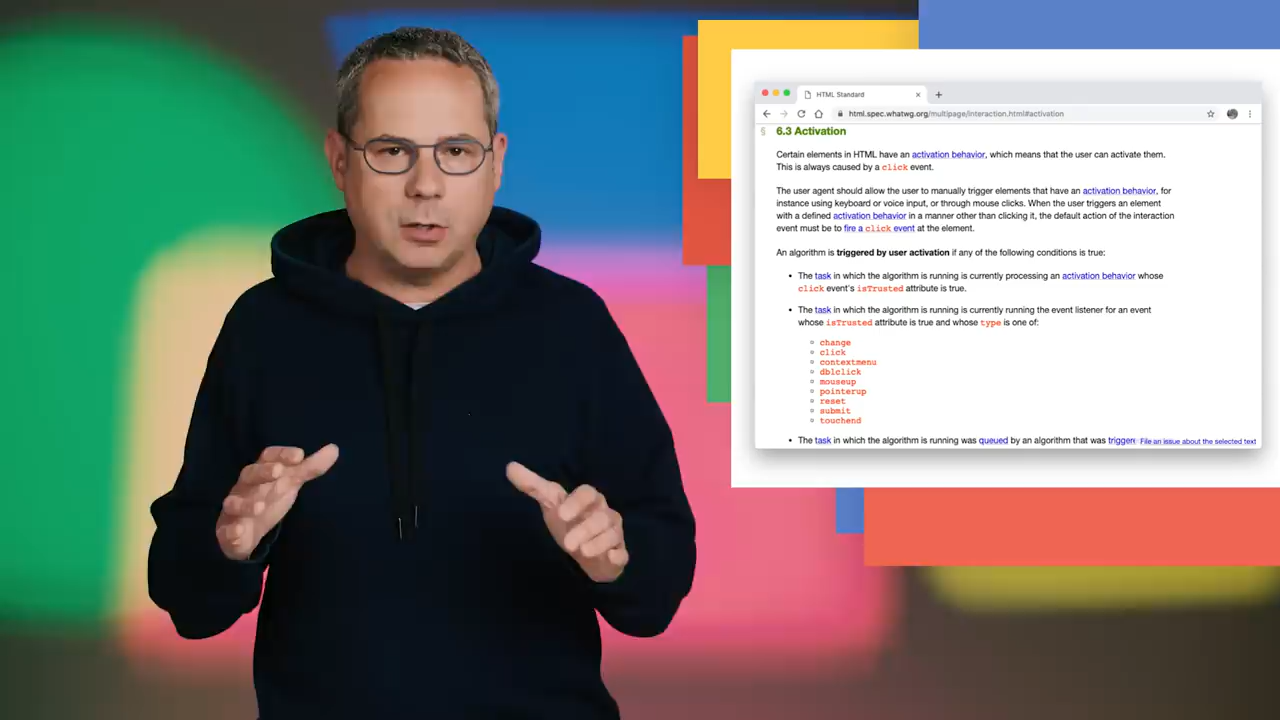 HTML Standard
html.spec.whatwg.org/multipage/interaction.html#activation
§ 6.3 Activation
Certain elements in HTML have an activation behavior, which means that the user can activate them.
This is always caused by a click event.
The user agent should allow the user to manually trigger elements that have an activation behavior, for
instance using keyboard or voice input, or through mouse clicks. When the user triggers an element
with a defined activation behavior in a manner other than clicking it, the default action of the interaction
event must be to fire a click event at the element.
An algorithm is triggered by user activation if any of the following conditions is true:
• The task in which the algorithm is running is currently processing an activation behavior whose
click event's isTrusted attribute is true.
• The task in which the algorithm is running is currently running the event listener for an event
whose isTrusted attribute is true and whose type is one of:
change
click
contextmenu
dblclick
mouseup
pointerup
reset
submit
touchend
• The task in which the algorithm is running was queued by an algorithm that was trigger File an issue about the selected text